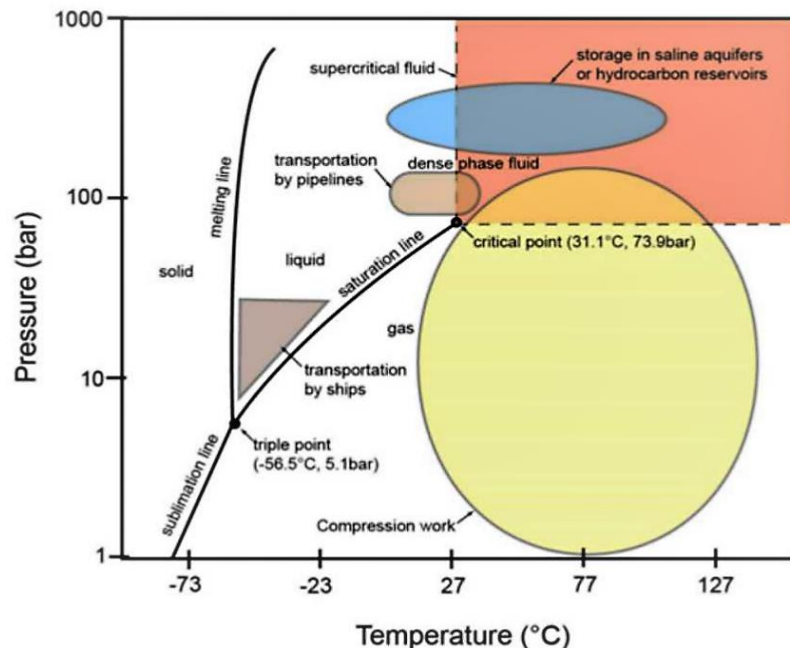 1000
100
10
1
Pressure (bar)
-73
-23
27
77
127
Temperature (°C)
supercritical fluid
storage in saline aquifers
or hydrocarbon reservoirs
transportation
by pipelines
dense phase fluid
melting line
solid
liquid
saturation line
critical point (31.1°C, 73.9bar)
gas
transportation
by ships
triple point
(-56.5°C, 5.1bar)
sublimation line
Compression work